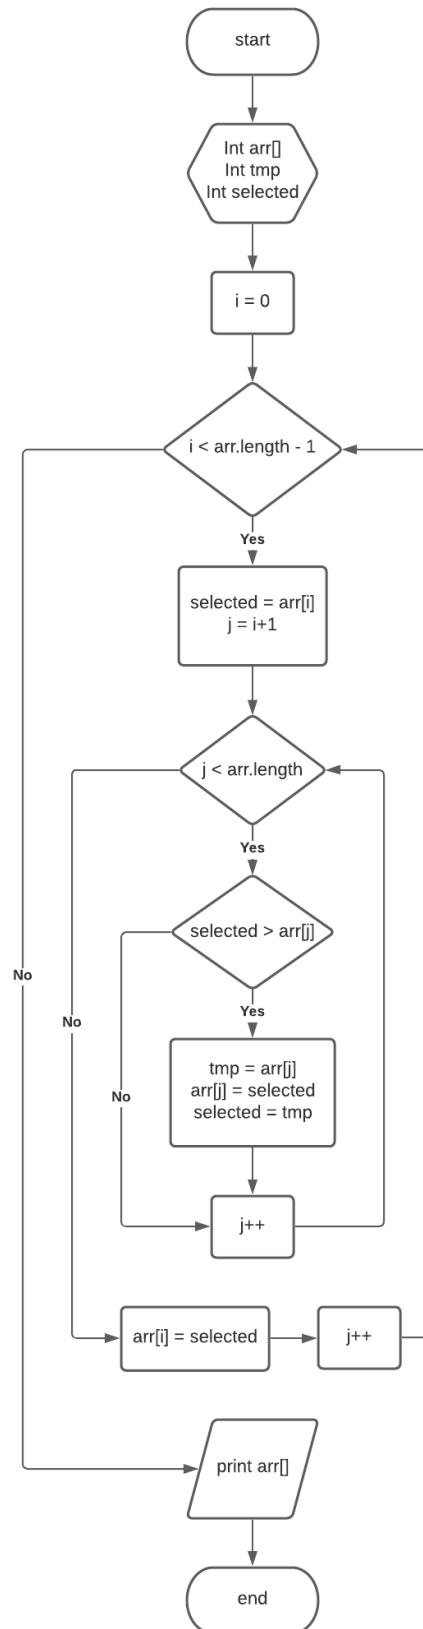 start
Int arr[]
Int tmp
Int selected
i = 0
i < arr.length - 1
Yes
selected = arr[i]
j = i+1
j < arr.length
Yes
selected > arr[j]
No
Yes
No
tmp = arr[j]
arr[j] = selected
selected = tmp
No
j++
arr[i] = selected
j++
print arr[]
end